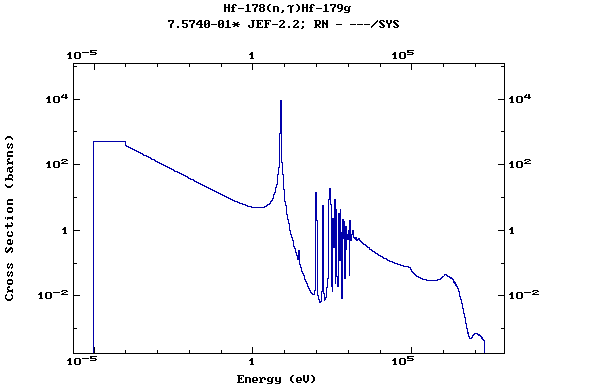 Hf-178(n,γ)Hf-179g
7.5740-01* JEF-2.2; RN - ---/SYS
10⁻⁵ 1 10⁵
10⁴ 10⁴
10² 10²
1 1
10⁻² 10⁻²
10⁻⁵ 1 10⁵
Cross Section (barns)
Energy (eV)